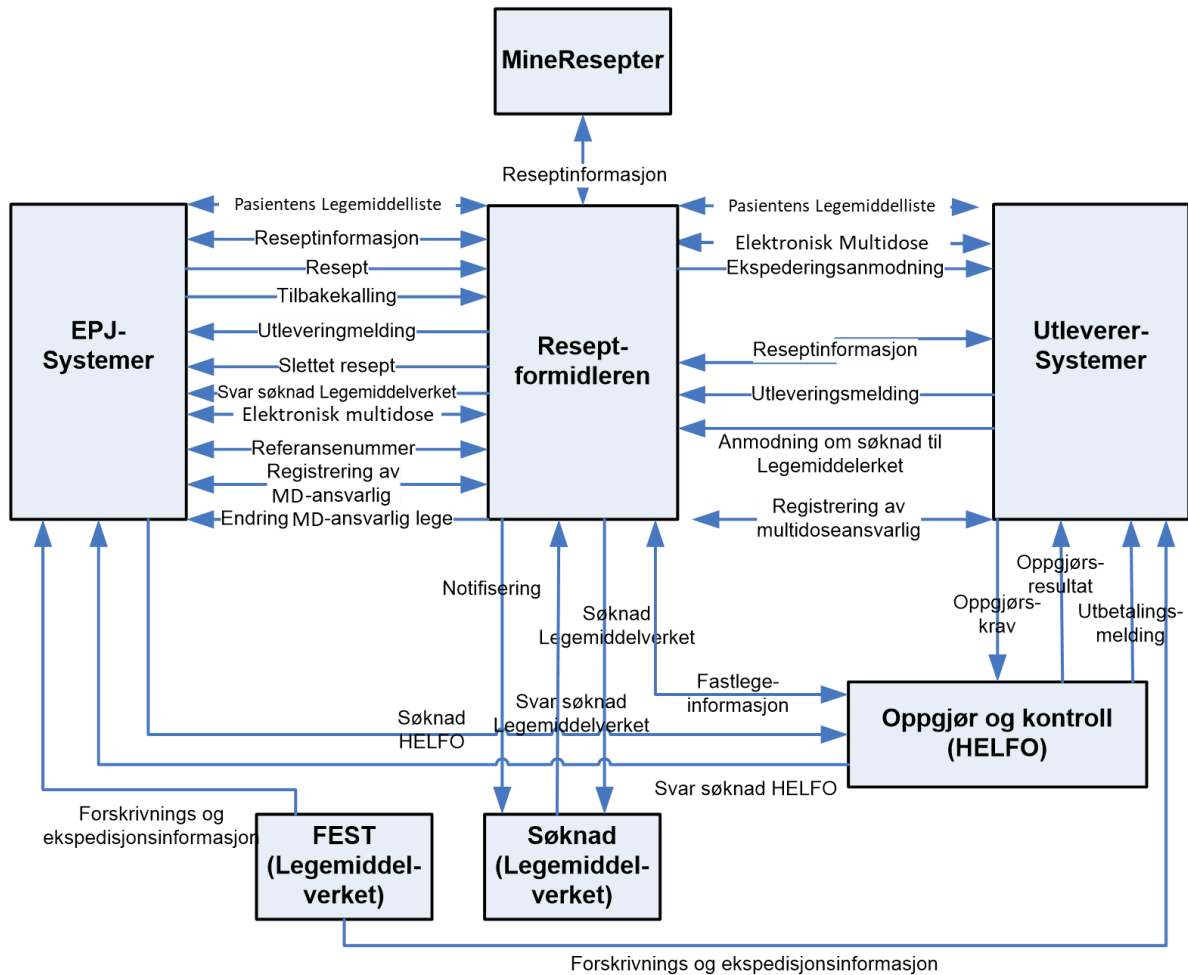 MineResepter
Reseptinformasjon
Pasientens Legemiddelliste
Reseptinformasjon
Resept
Tilbakekalling
Utleveringmelding
Slettet resept
Svar søknad Legemiddelverket
Elektronisk multidose
Referansenummer
Registrering av
MD-ansvarlig
Endring MD-ansvarlig lege
EPJ-
Systemer
Resept-
formidleren
Pasientens Legemiddelliste
Elektronisk Multidose
Ekspederingsanmodning
Reseptinformasjon
Utleveringsmelding
Anmodning om søknad til
Legemiddelerket
Registrering av
multidoseansvarlig
Utleverer-
Systemer
Notifisering
Søknad
Legemiddelverket
Oppgjørs-
krav
Oppgjørs-
resultat
Utbetalings-
melding
Fastlege-
informasjon
Svar søknad
Legemiddelverket
Søknad
HELFO
Oppgjør og kontroll
(HELFO)
Svar søknad HELFO
Forskrivnings og
ekspedisjonsinformasjon
FEST
(Legemiddel-
verket)
Søknad
(Legemiddel-
verket)
Forskrivnings og ekspedisjonsinformasjon